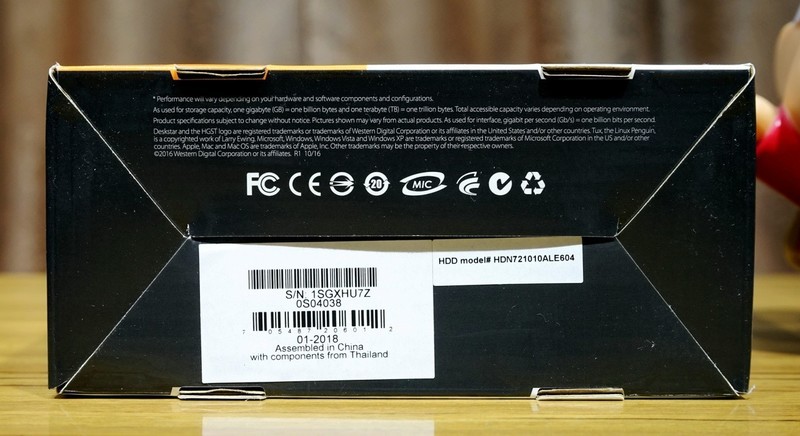 * Performance will vary depending on your hardware and software components and configurations.
As used for storage capacity, one gigabyte (GB) = one billion bytes and one terabyte (TB) = one trillion bytes. Total accessible capacity varies depending on operating environment.
Product specifications subject to change without notice. Pictures shown may vary from actual products. As used for interface, gigabit per second (Gb/s) = one billion bits per second.
Deskstar and the HGST logo are registered trademarks or trademarks of Western Digital Corporation or its affiliates in the United States and/or other countries. Tux, the Linux Penguin,
is a copyrighted work of Larry Ewing. Microsoft, Windows, Windows Vista and Windows XP are trademarks or registered trademarks of Microsoft Corporation in the US and/or other
countries. Apple, Mac and Mac OS are trademarks of Apple, Inc. Other trademarks may be the property of their respective owners.
©2016 Western Digital Corporation or its affiliates. R1 10/16
FC CE 20 MIC
HDD model# HDN721010ALE604
S/N 1SGXHU7Z
0S04038
7 05487 20601 2
01-2018
Assembled in China
with components from Thailand